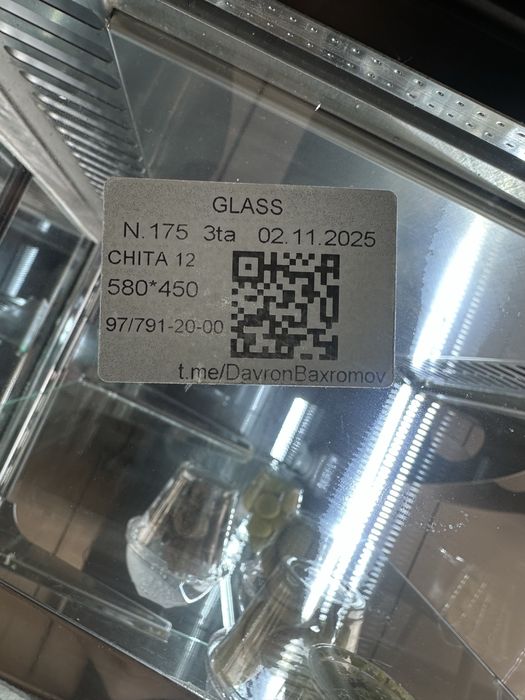 GLASS
N.175 3ta 02.11.2025
CHITA 12
580*450
97/791-20-00
t.me/DavronBaxromov